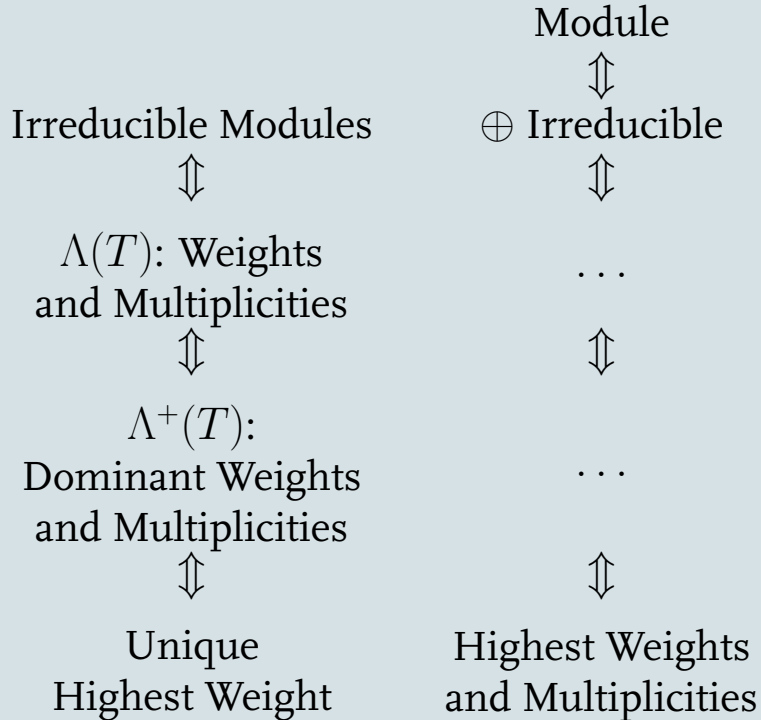 Module
⇕
Irreducible Modules
⊕ Irreducible
⇕
⇕
Λ(T): Weights
and Multiplicities
...
⇕
⇕
Λ⁺(T):
Dominant Weights
and Multiplicities
...
⇕
⇕
Unique
Highest Weight
Highest Weights
and Multiplicities